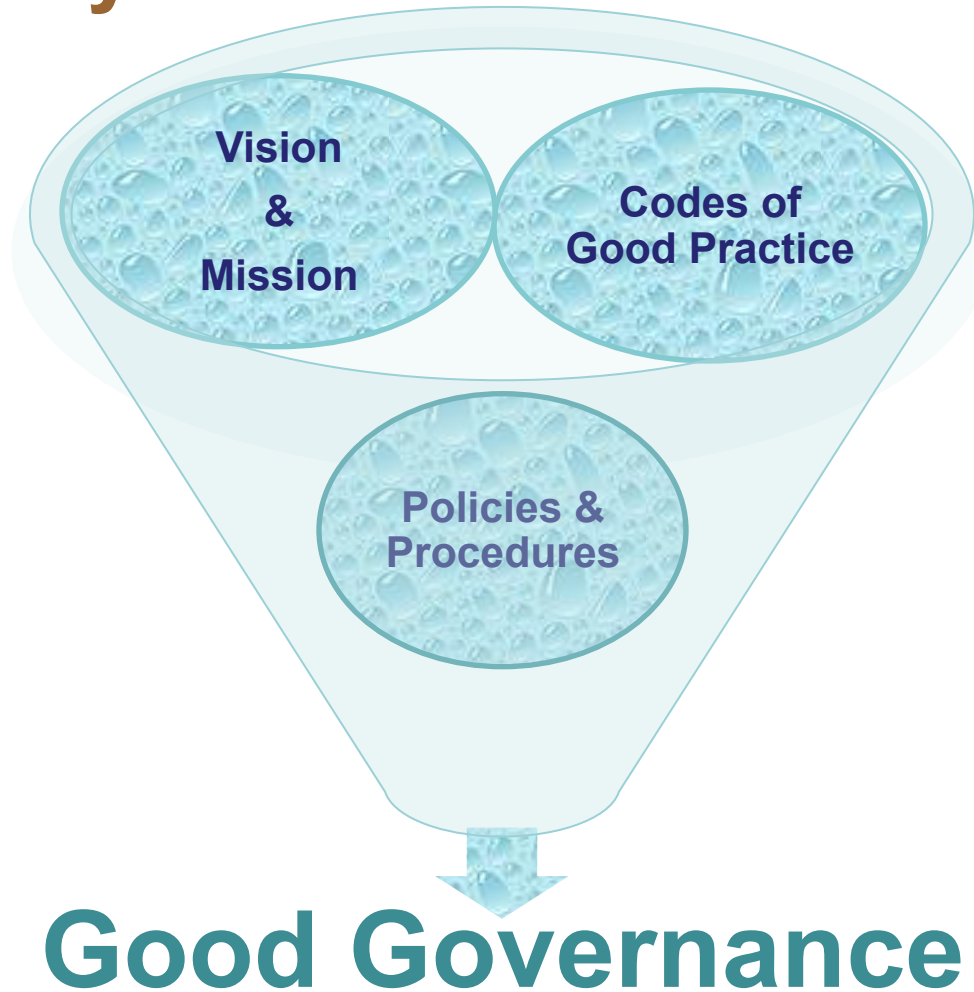 Vision
&
Mission
Codes of
Good Practice
Policies &
Procedures
Good Governance